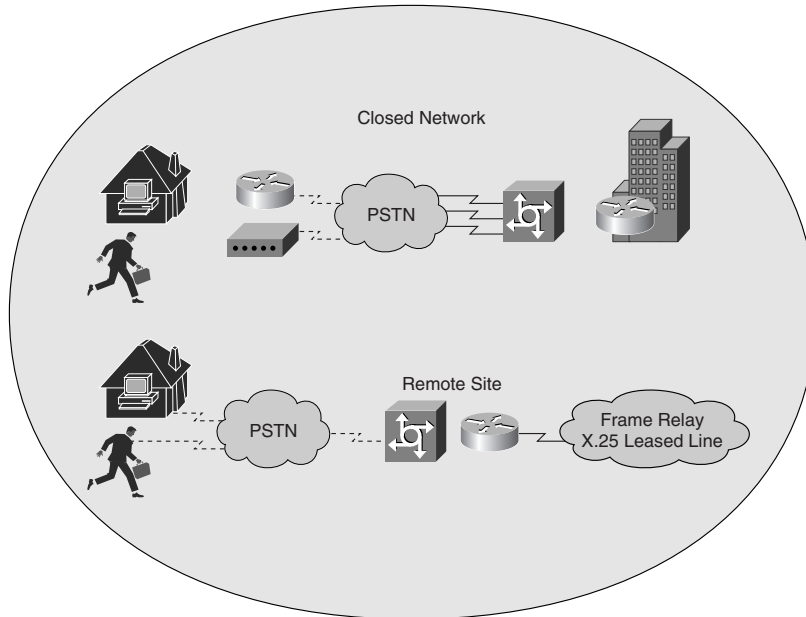 Closed Network
PSTN
Remote Site
PSTN
Frame Relay
X.25 Leased Line